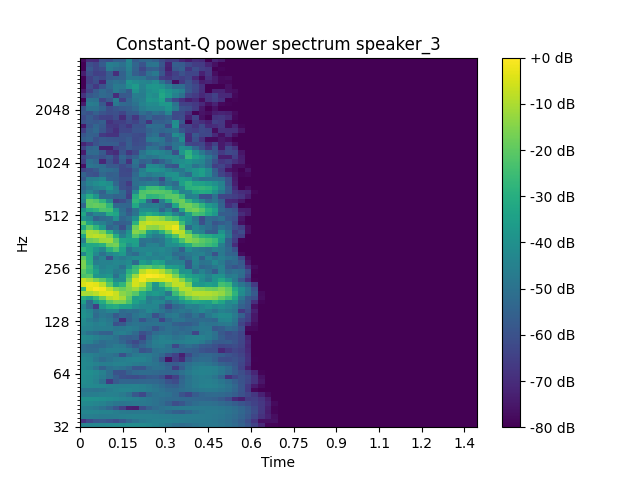 Constant-Q power spectrum speaker_3
+0 dB
-10 dB
-20 dB
-30 dB
-40 dB
-50 dB
-60 dB
-70 dB
-80 dB
2048
1024
512
256
128
64
32
Hz
0 0.15 0.3 0.45 0.6 0.75 0.9 1.1 1.2 1.4
Time